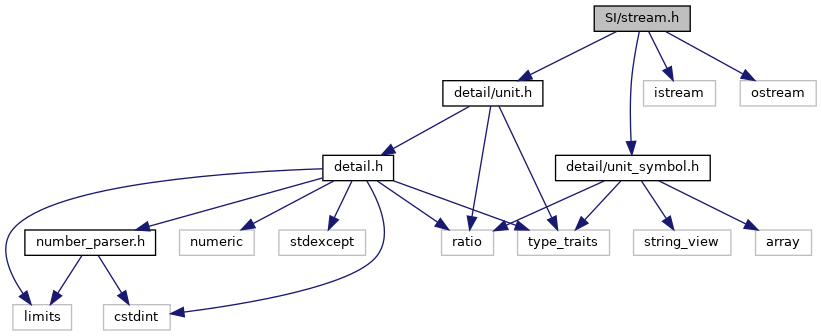 SI/stream.h
detail/unit.h
istream
ostream
detail.h
detail/unit_symbol.h
number_parser.h
numeric
stdexcept
ratio
type_traits
string_view
array
limits
cstdint